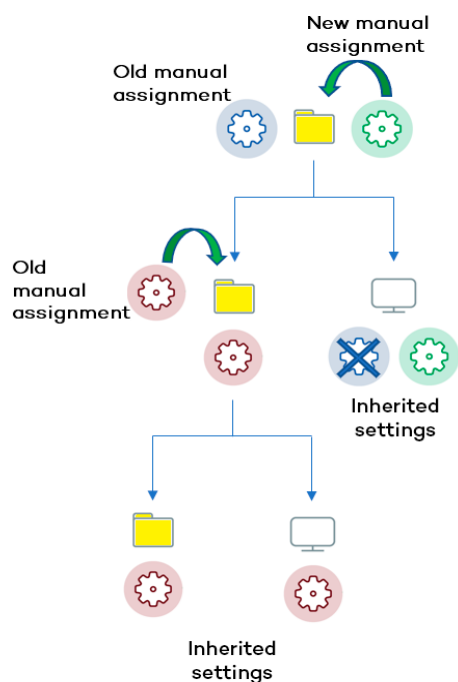 New manual
assignment
Old manual
assignment
Old
manual
assignment
Inherited
settings
Inherited
settings